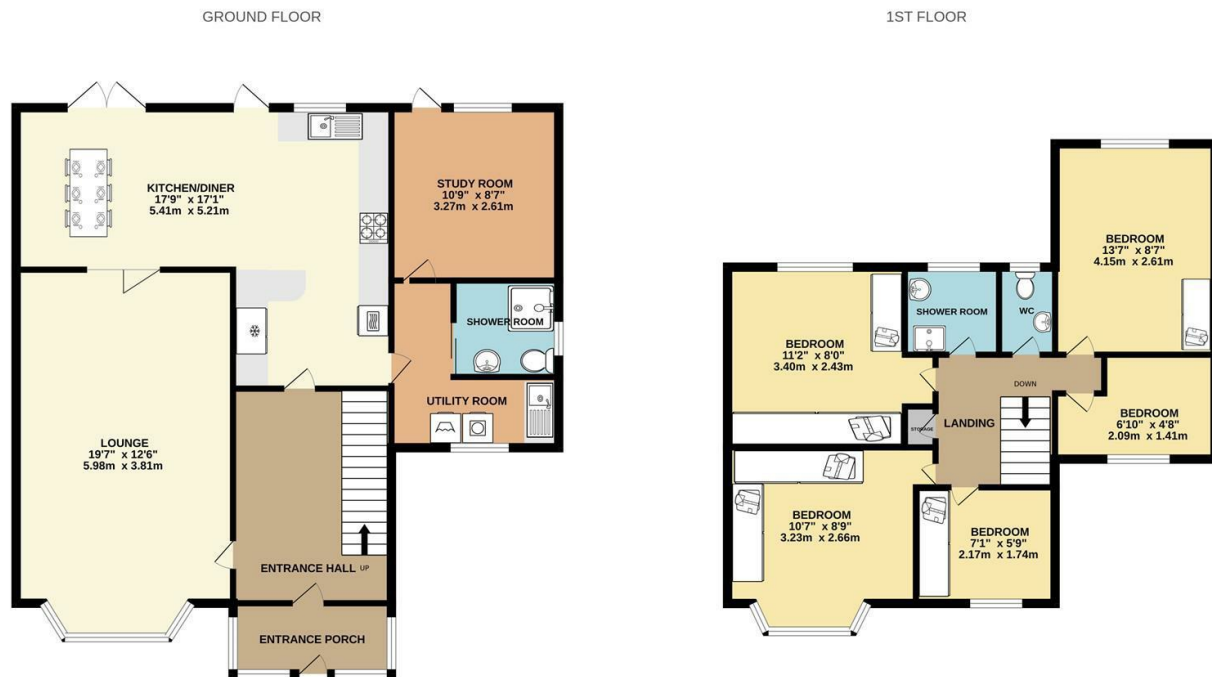 GROUND FLOOR
KITCHEN/DINER
17'9" x 17'1"
5.41m x 5.21m
STUDY ROOM
10'9" x 8'7"
3.27m x 2.61m
SHOWER ROOM
UTILITY ROOM
LOUNGE
19'7" x 12'6"
5.98m x 3.81m
ENTRANCE HALL
UP
ENTRANCE PORCH
1ST FLOOR
BEDROOM
13'7" x 8'7"
4.15m x 2.61m
SHOWER ROOM
WC
BEDROOM
11'2" x 8'0"
3.40m x 2.43m
DOWN
BEDROOM
6'10" x 4'8"
2.09m x 1.41m
STORAGE
LANDING
BEDROOM
10'7" x 8'9"
3.23m x 2.66m
BEDROOM
7'1" x 5'9"
2.17m x 1.74m